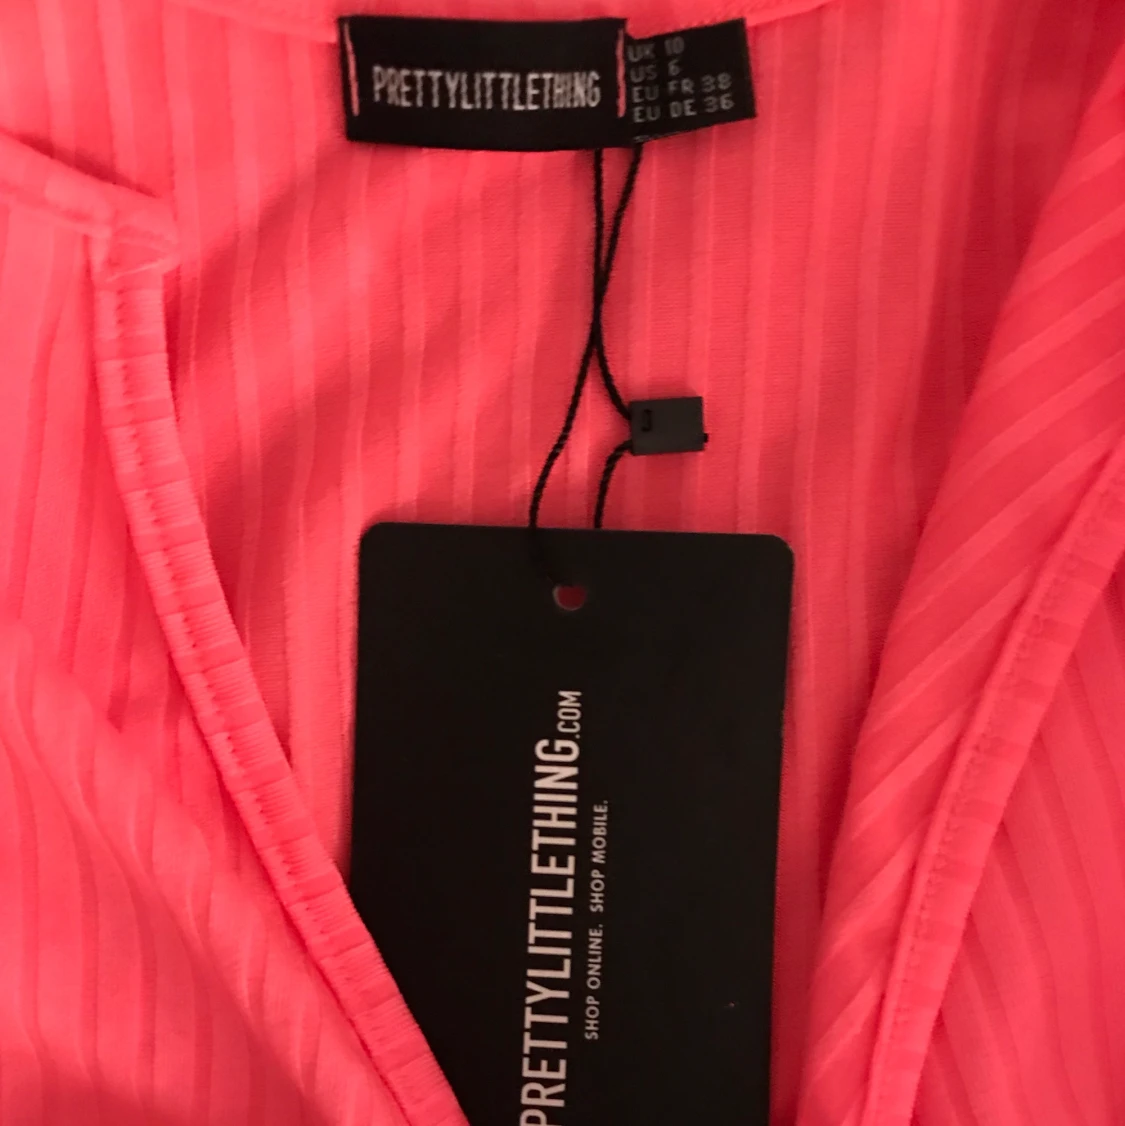 PRETTYLITTLETHING
UK 10
US 6
EU FR 38
EU DE 36
PRETTYLITTLETHING.COM
SHOP ONLINE. SHOP MOBILE.